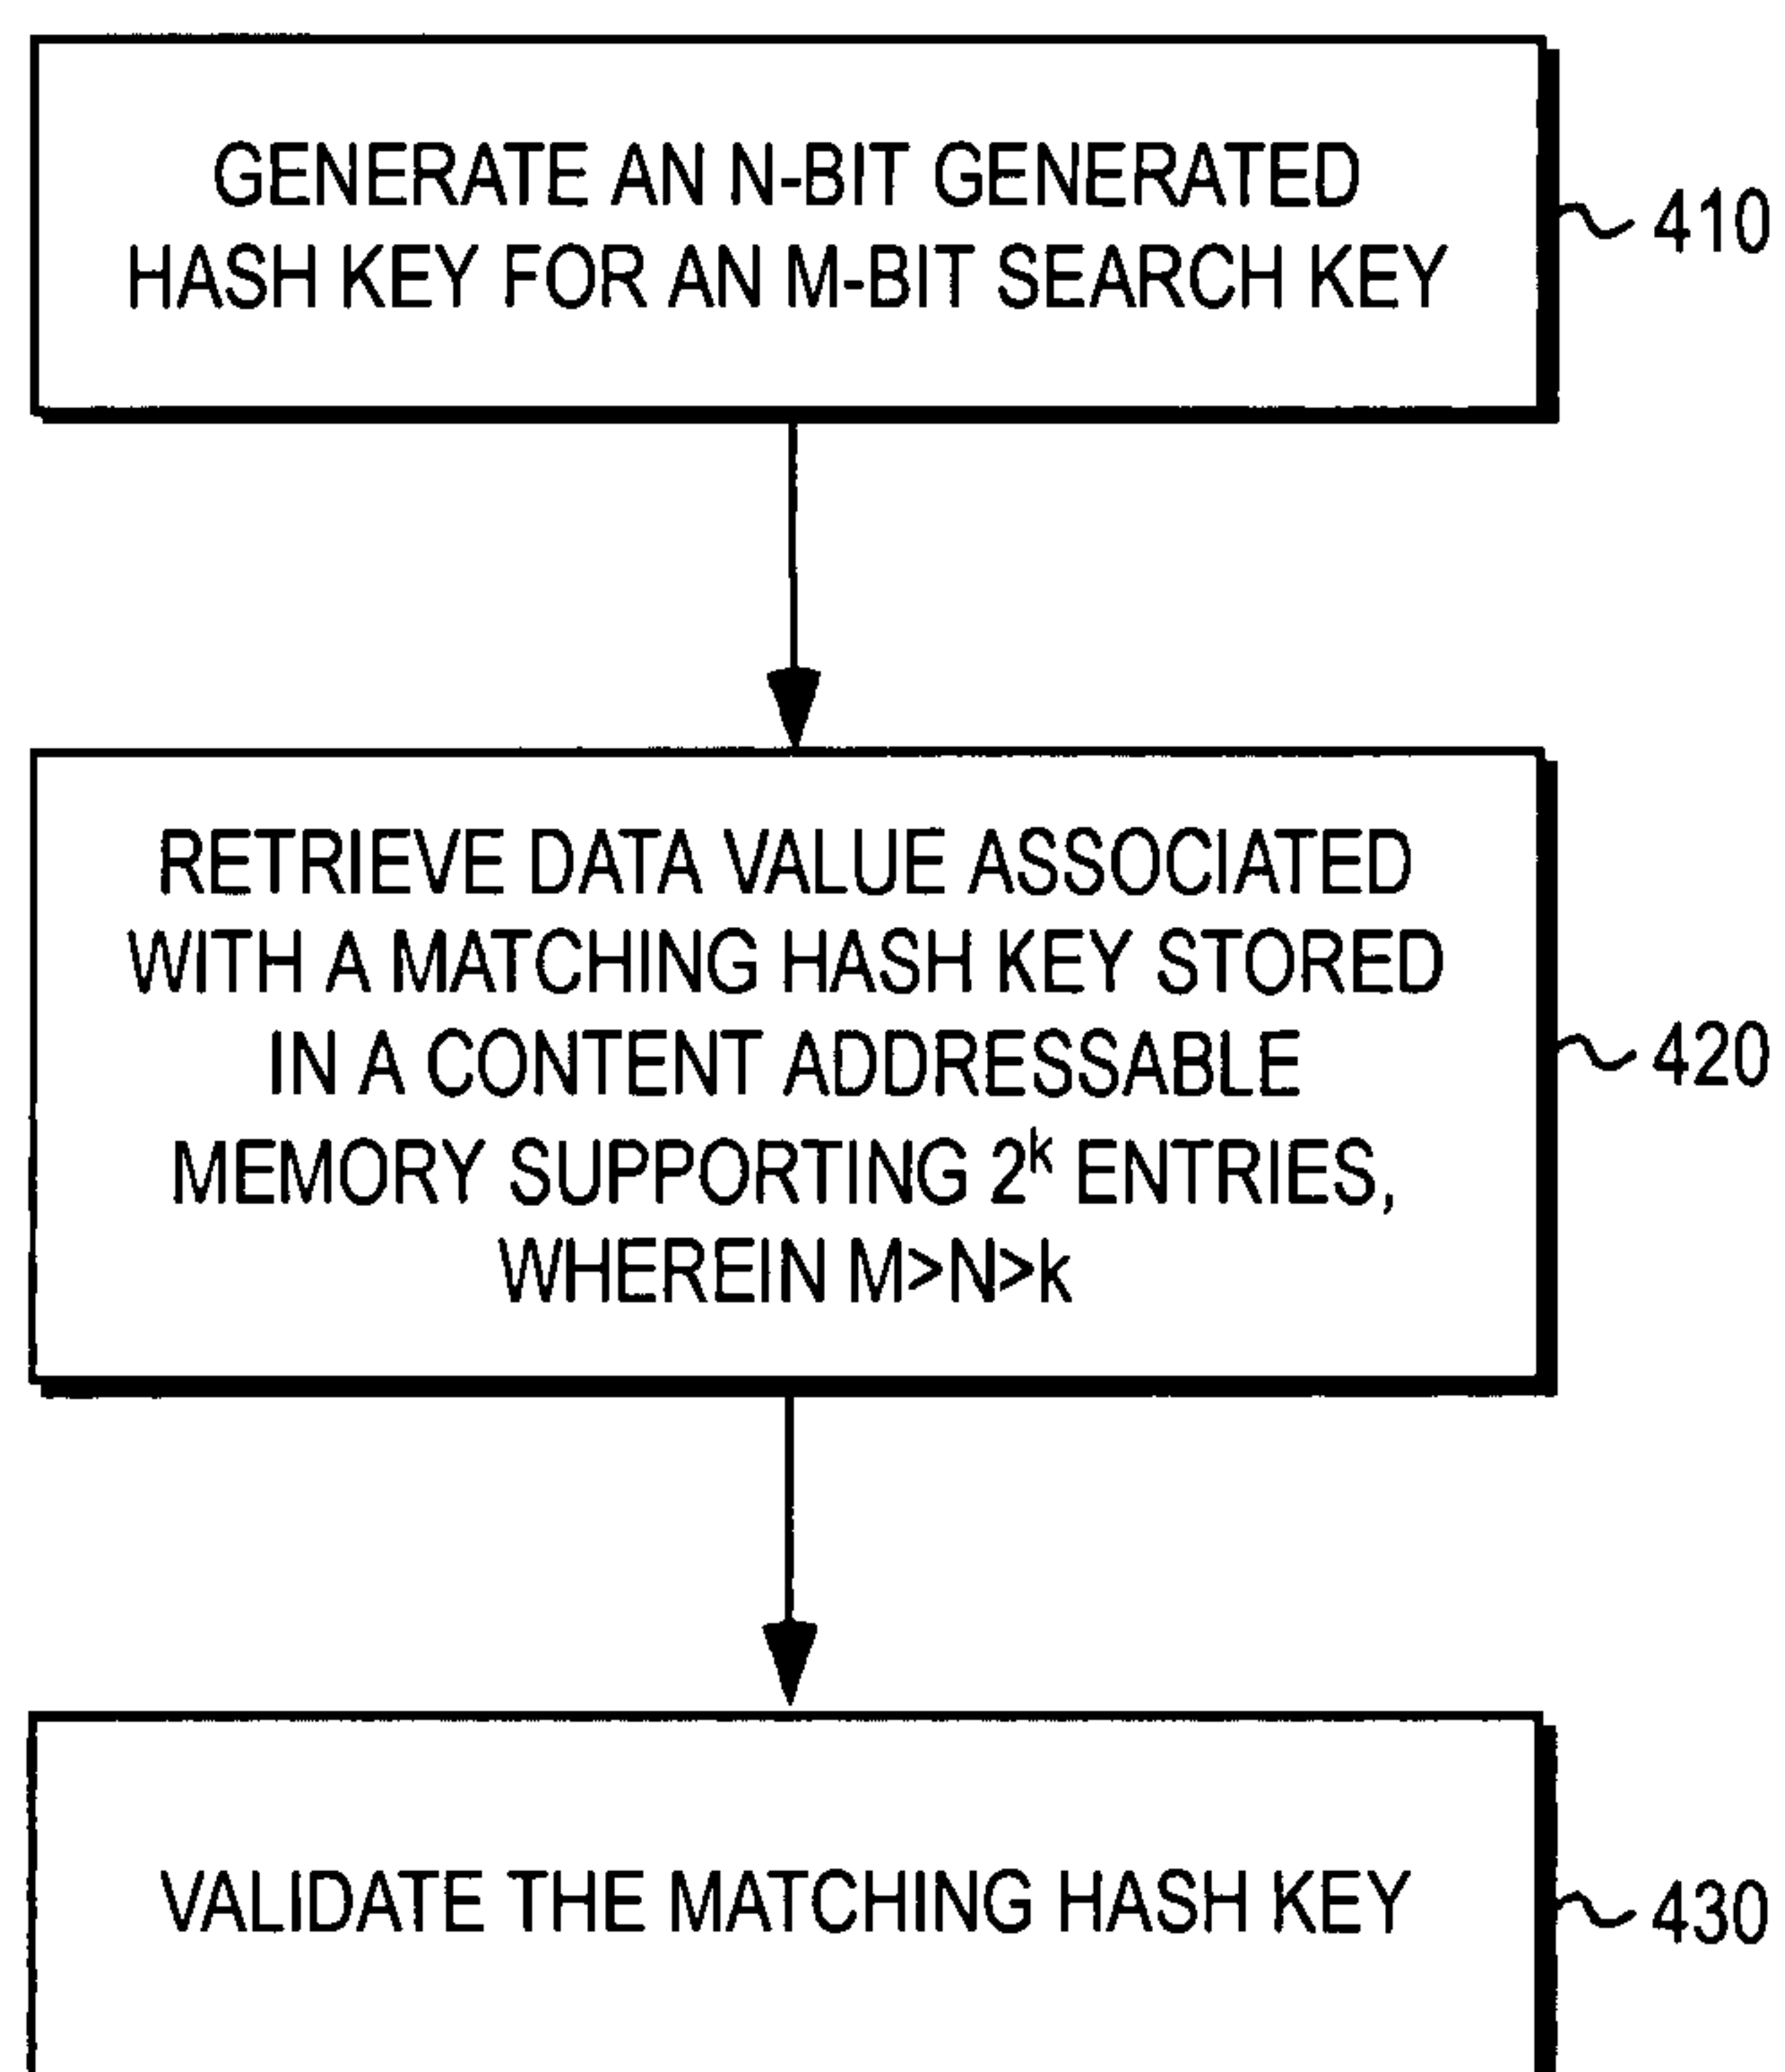 GENERATE AN N-BIT GENERATED
HASH KEY FOR AN M-BIT SEARCH KEY
410
RETRIEVE DATA VALUE ASSOCIATED
WITH A MATCHING HASH KEY STORED
IN A CONTENT ADDRESSABLE
MEMORY SUPPORTING 2^k ENTRIES,
WHEREIN M>N>k
420
VALIDATE THE MATCHING HASH KEY
430